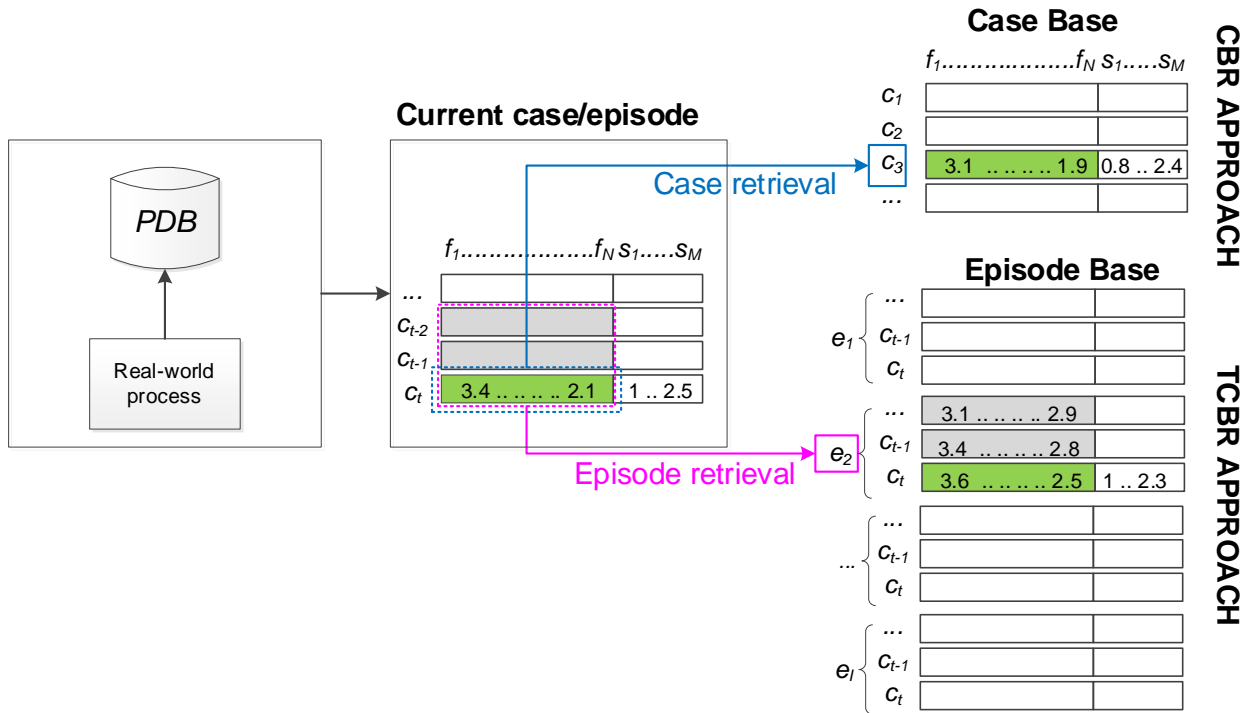 PDB
Real-world
process
Current case/episode
f1......................fN s1.....sM
...
ct-2
ct-1
ct 3.4 .. .. .. .. 2.1 1 .. 2.5
Case retrieval
Episode retrieval
Case Base
f1......................fN s1.....sM
c1
c2
c3 3.1 .. .. .. .. 1.9 0.8 .. 2.4
...
CBR APPROACH
Episode Base
e1
...
ct-1
ct
e2
... 3.1 .. .. .. .. 2.9
ct-1 3.4 .. .. .. .. 2.8
ct 3.6 .. .. .. .. 2.5 1 .. 2.3
...
...
ct-1
ct
el
...
ct-1
ct
TCBR APPROACH